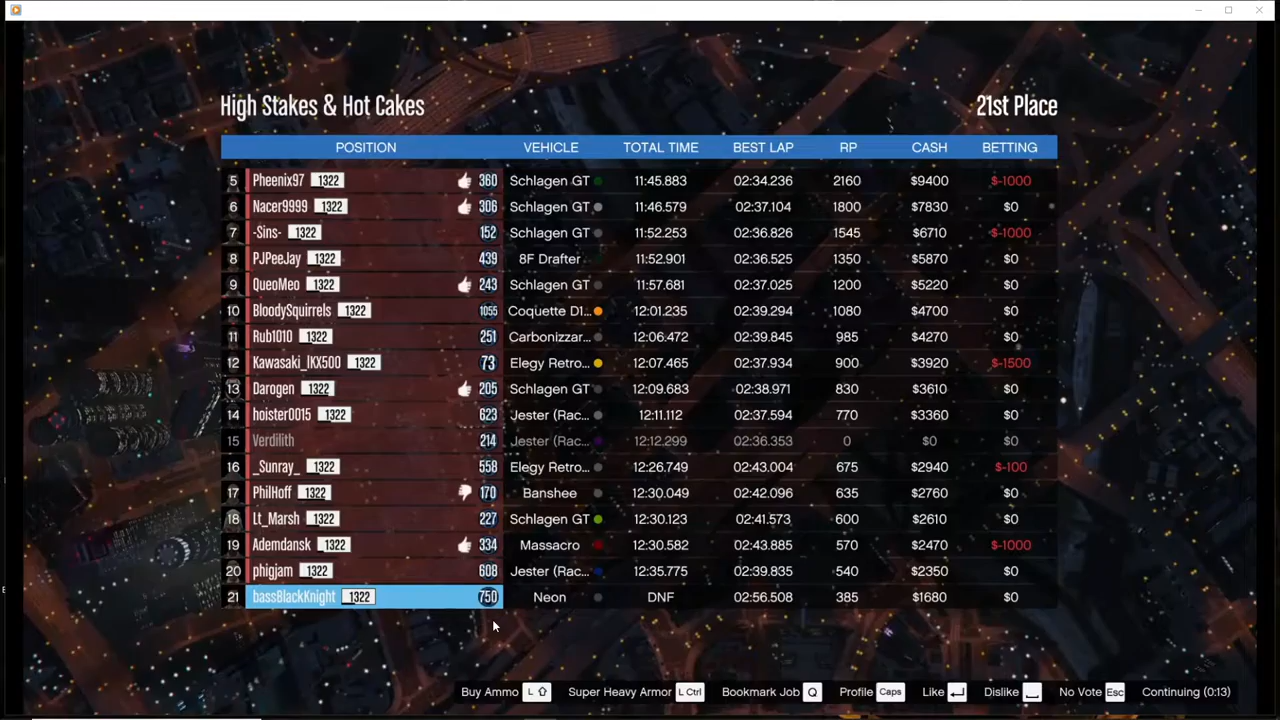 High Stakes & Hot Cakes 21st Place
POSITION VEHICLE TOTAL TIME BEST LAP RP CASH BETTING
5 Pheenix97 1322 360 Schlagen GT 11:45.883 02:34.236 2160 $9400 $-1000
6 Nacer9999 1322 306 Schlagen GT 11:46.579 02:37.104 1800 $7830 $0
7 -Sins- 1322 152 Schlagen GT 11:52.253 02:36.826 1545 $6710 $-1000
8 PJPeeJay 1322 439 8F Drafter 11:52.901 02:36.525 1350 $5870 $0
9 QueoMeo 1322 243 Schlagen GT 11:57.681 02:37.025 1200 $5220 $0
10 BloodySquirrels 1322 1055 Coquette D1... 12:01.235 02:39.294 1080 $4700 $0
11 Rub1010 1322 251 Carbonizzar... 12:06.472 02:39.845 985 $4270 $0
12 Kawasaki_IKX500 1322 73 Elegy Retro... 12:07.465 02:37.934 900 $3920 $-1500
13 Darogen 1322 205 Schlagen GT 12:09.683 02:38.971 830 $3610 $0
14 hoister0015 1322 623 Jester (Rac... 12:11.112 02:37.594 770 $3360 $0
15 Verdilith 214 Jester (Rac... 12:12.299 02:36.353 0 $0 $0
16 _Sunray_ 1322 558 Elegy Retro... 12:26.749 02:43.004 675 $2940 $-100
17 PhilHoff 1322 170 Banshee 12:30.049 02:42.096 635 $2760 $0
18 Lt_Marsh 1322 227 Schlagen GT 12:30.123 02:41.573 600 $2610 $0
19 Ademdansk 1322 334 Massacro 12:30.582 02:43.885 570 $2470 $-1000
20 phigjam 1322 608 Jester (Rac... 12:35.775 02:39.835 540 $2350 $0
21 bassBlackKnight 1322 750 Neon DNF 02:56.508 385 $1680 $0
Buy Ammo L ⇧ Super Heavy Armor L Ctrl Bookmark Job Q Profile Caps Like Dislike No Vote Esc Continuing (0:13)